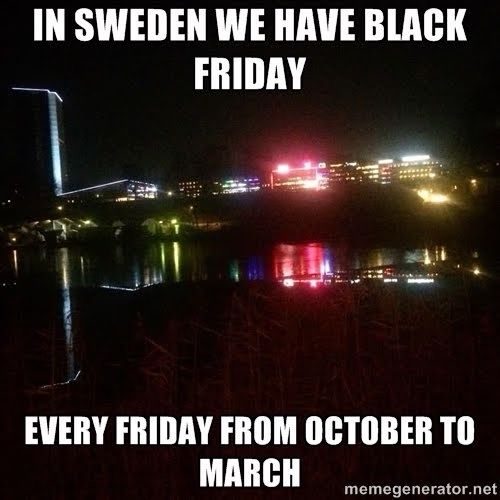 IN SWEDEN WE HAVE BLACK
FRIDAY
EVERY FRIDAY FROM OCTOBER TO
MARCH
memegenerator.net